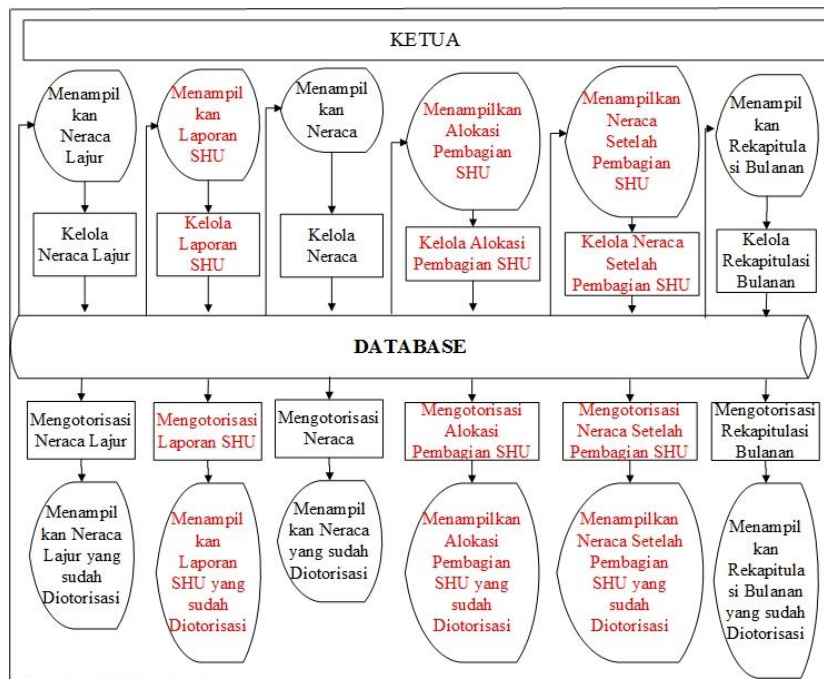 KETUA
Menampil
kan
Neraca
Lajur
Menampil
kan
Laporan
SHU
Menampil
kan
Neraca
Menampilkan
Alokasi
Pembagian
SHU
Menampilkan
Neraca
Setelah
Pembagian
SHU
Menampil
kan
Rekapitula
si Bulanan
Kelola
Neraca Lajur
Kelola
Laporan
SHU
Kelola
Neraca
Kelola Alokasi
Pembagian SHU
Kelola Neraca
Setelah
Pembagian SHU
Kelola
Rekapitulasi
Bulanan
DATABASE
Mengotorisasi
Neraca Lajur
Mengotorisasi
Laporan SHU
Mengotorisasi
Neraca
Mengotorisasi
Alokasi
Pembagian SHU
Mengotorisasi
Neraca Setelah
Pembagian SHU
Mengotorisasi
Rekapitulasi
Bulanan
Menampil
kan Neraca
Lajur yang
sudah
Diotorisasi
Menampil
kan
Laporan
SHU yang
sudah
Diotorisasi
Menampil
kan Neraca
yang sudah
Diotorisasi
Menampilkan
Alokasi
Pembagian
SHU yang
sudah
Diotorisasi
Menampilkan
Neraca Setelah
Pembagian
SHU yang
sudah
Diotorisasi
Menampil
kan
Rekapitula
si Bulanan
yang sudah
Diotorisasi